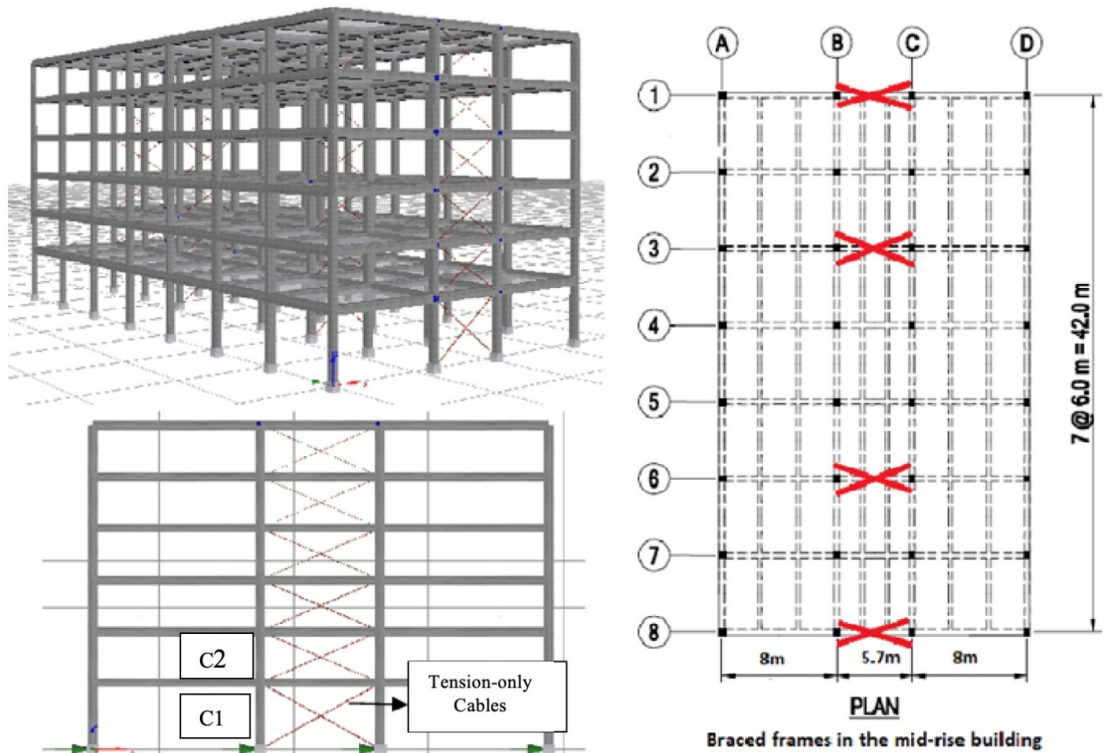 C2
C1
Tension-only
Cables
A B C D
1
2
3
4
5
6
7
8
7 @ 6.0 m = 42.0 m
8m 5.7m 8m
PLAN
Braced frames in the mid-rise building